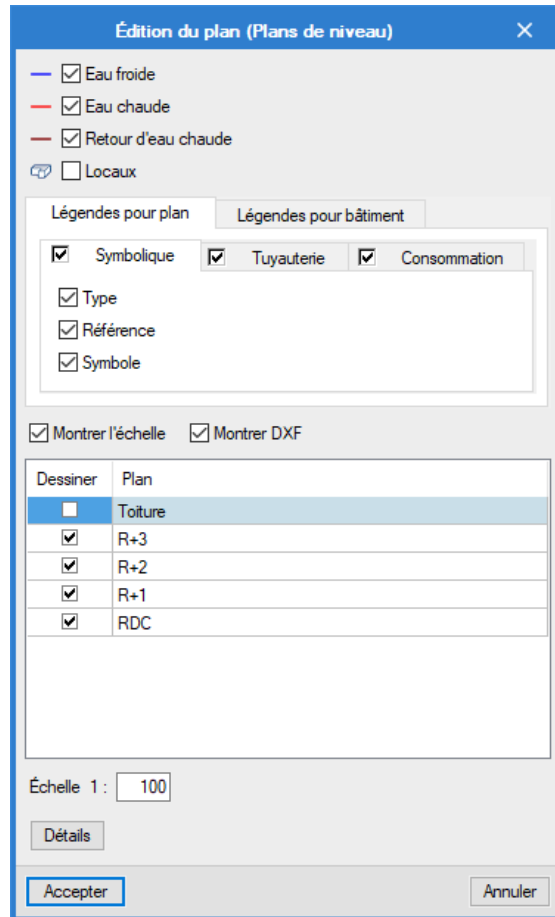 Édition du plan (Plans de niveau)
Eau froide
Eau chaude
Retour d'eau chaude
Locaux
Légendes pour plan Légendes pour bâtiment
Symbolique Tuyauterie Consommation
Type
Référence
Symbole
Montrer l'échelle Montrer DXF
Dessiner Plan
Toiture
R+3
R+2
R+1
RDC
Échelle 1 : 100
Détails
Accepter Annuler